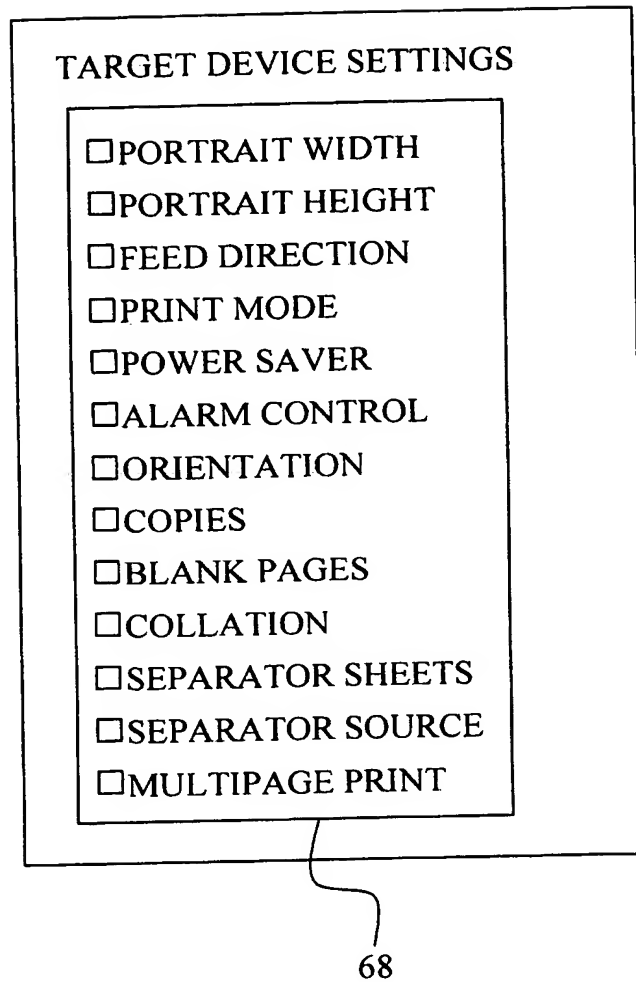 TARGET DEVICE SETTINGS
☐PORTRAIT WIDTH
☐PORTRAIT HEIGHT
☐FEED DIRECTION
☐PRINT MODE
☐POWER SAVER
☐ALARM CONTROL
☐ORIENTATION
☐COPIES
☐BLANK PAGES
☐COLLATION
☐SEPARATOR SHEETS
☐SEPARATOR SOURCE
☐MULTIPAGE PRINT
68